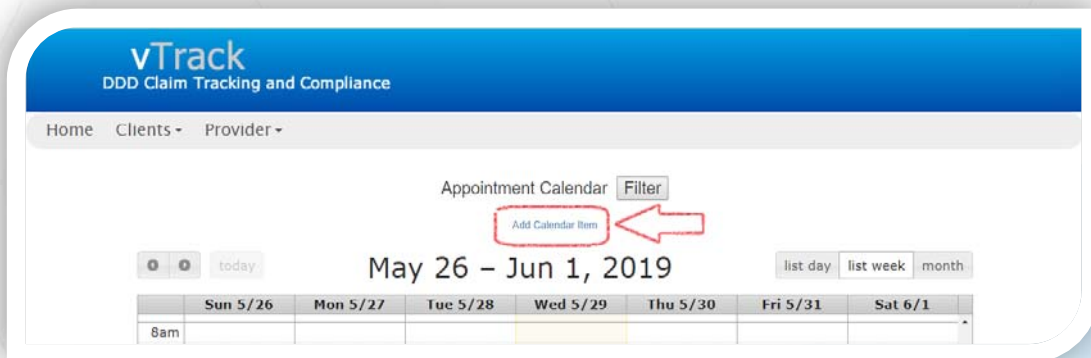 vTrack
DDD Claim Tracking and Compliance
Home Clients Provider
Appointment Calendar Filter
Add Calendar Item
today May 26 – Jun 1, 2019 list day list week month
Sun 5/26 Mon 5/27 Tue 5/28 Wed 5/29 Thu 5/30 Fri 5/31 Sat 6/1
8am